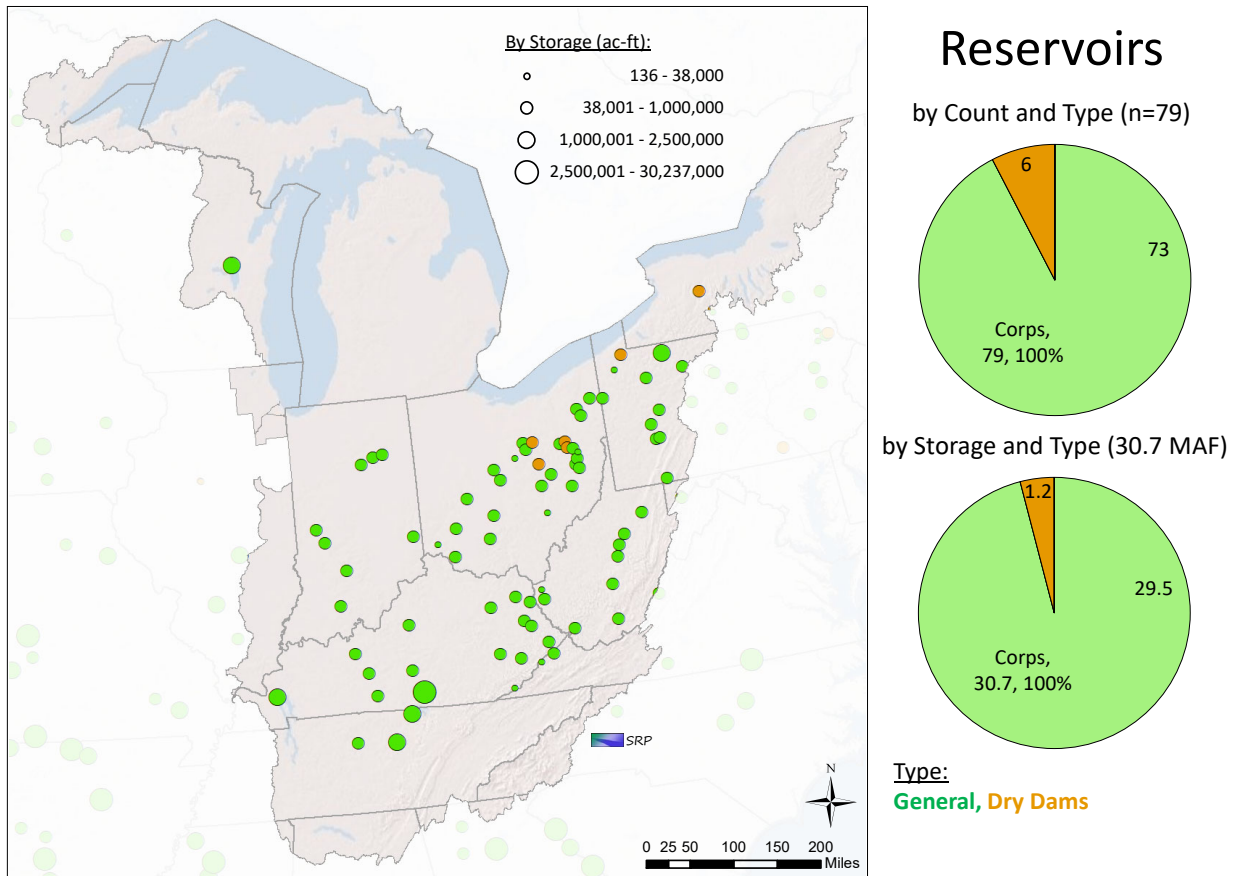 By Storage (ac-ft):
136 - 38,000
38,001 - 1,000,000
1,000,001 - 2,500,000
2,500,001 - 30,237,000
SRP
N
0 25 50 100 150 200
Miles
Reservoirs
by Count and Type (n=79)
6
73
Corps,
79, 100%
by Storage and Type (30.7 MAF)
1.2
29.5
Corps,
30.7, 100%
Type:
General, Dry Dams